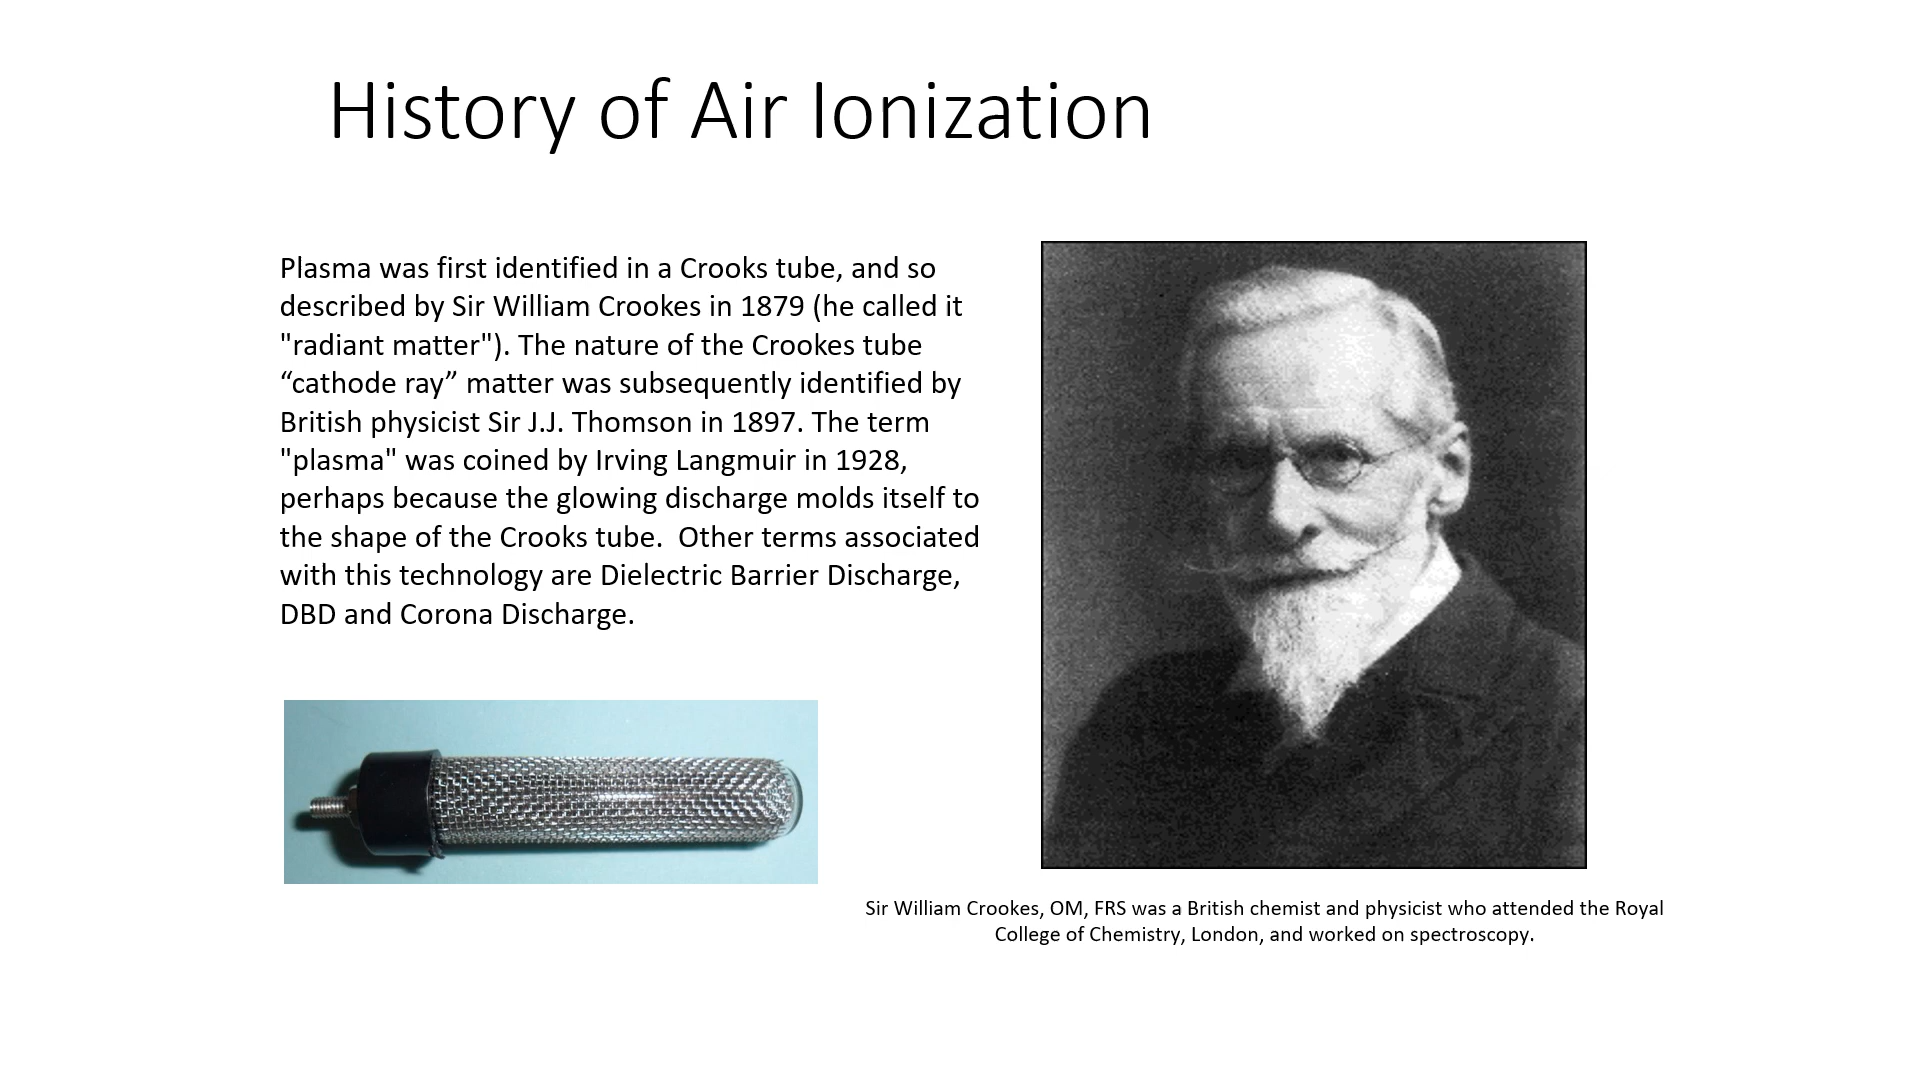 History of Air Ionization
Plasma was first identified in a Crooks tube, and so
described by Sir William Crookes in 1879 (he called it
"radiant matter"). The nature of the Crookes tube
“cathode ray” matter was subsequently identified by
British physicist Sir J.J. Thomson in 1897. The term
"plasma" was coined by Irving Langmuir in 1928,
perhaps because the glowing discharge molds itself to
the shape of the Crooks tube.  Other terms associated
with this technology are Dielectric Barrier Discharge,
DBD and Corona Discharge.
Sir William Crookes, OM, FRS was a British chemist and physicist who attended the Royal
College of Chemistry, London, and worked on spectroscopy.